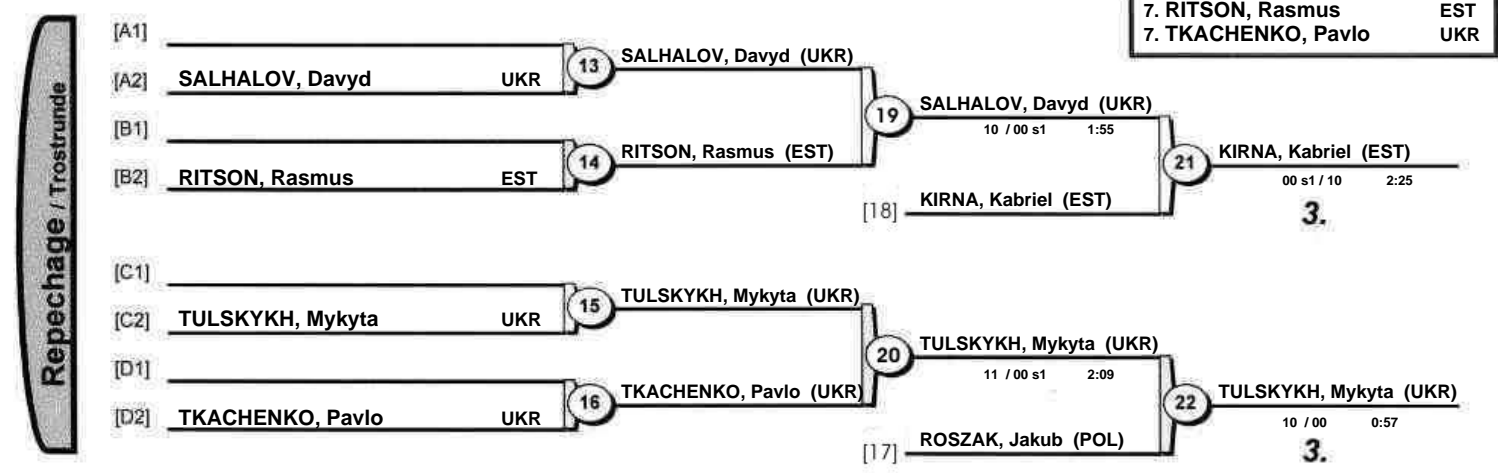 7. RITSON, Rasmus EST
7. TKACHENKO, Pavlo UKR
Repechage / Trostrunde
[A1]
[A2] SALHALOV, Davyd UKR
13
SALHALOV, Davyd (UKR)
[B1]
[B2] RITSON, Rasmus EST
14
RITSON, Rasmus (EST)
19
SALHALOV, Davyd (UKR)
10 / 00 s1 1:55
[18] KIRNA, Kabriel (EST)
21
KIRNA, Kabriel (EST)
00 s1 / 10 2:25
3.
[C1]
[C2] TULSKYKH, Mykyta UKR
15
TULSKYKH, Mykyta (UKR)
[D1]
[D2] TKACHENKO, Pavlo UKR
16
TKACHENKO, Pavlo (UKR)
20
TULSKYKH, Mykyta (UKR)
11 / 00 s1 2:09
[17] ROSZAK, Jakub (POL)
22
TULSKYKH, Mykyta (UKR)
10 / 00 0:57
3.